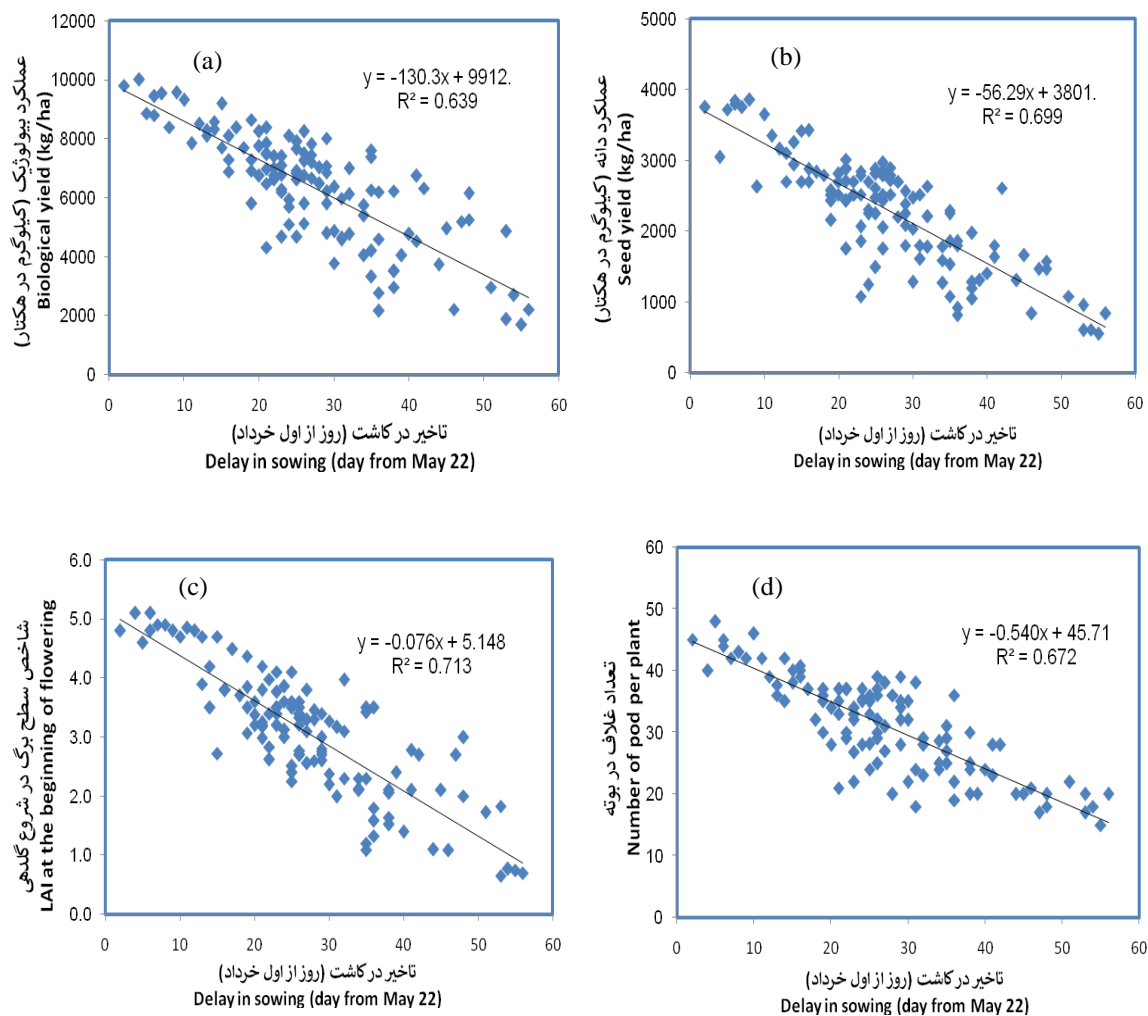 عملکرد بیولوژیک (کیلوگرم در هکتار)
Biological yield (kg/ha)
12000
10000
8000
6000
4000
2000
0
(a)
y = -130.3x + 9912.
R² = 0.639
0 10 20 30 40 50 60
تاخیر در کاشت (روز از اول خرداد)
Delay in sowing (day from May 22)
عملکرد دانه (کیلوگرم در هکتار)
Seed yield (kg/ha)
5000
4000
3000
2000
1000
0
(b)
y = -56.29x + 3801.
R² = 0.699
0 10 20 30 40 50 60
تاخیر در کاشت (روز از اول خرداد)
Delay in sowing (day from May 22)
شاخص سطح برگ در شروع گلدهی
LAI at the beginning of flowering
6.0
5.0
4.0
3.0
2.0
1.0
0.0
(c)
y = -0.076x + 5.148
R² = 0.713
0 10 20 30 40 50 60
تاخیر در کاشت (روز از اول خرداد)
Delay in sowing (day from May 22)
تعداد غلاف در بوته
Number of pod per plant
60
50
40
30
20
10
0
(d)
y = -0.540x + 45.71
R² = 0.672
0 10 20 30 40 50 60
تاخیر در کاشت (روز از اول خرداد)
Delay in sowing (day from May 22)